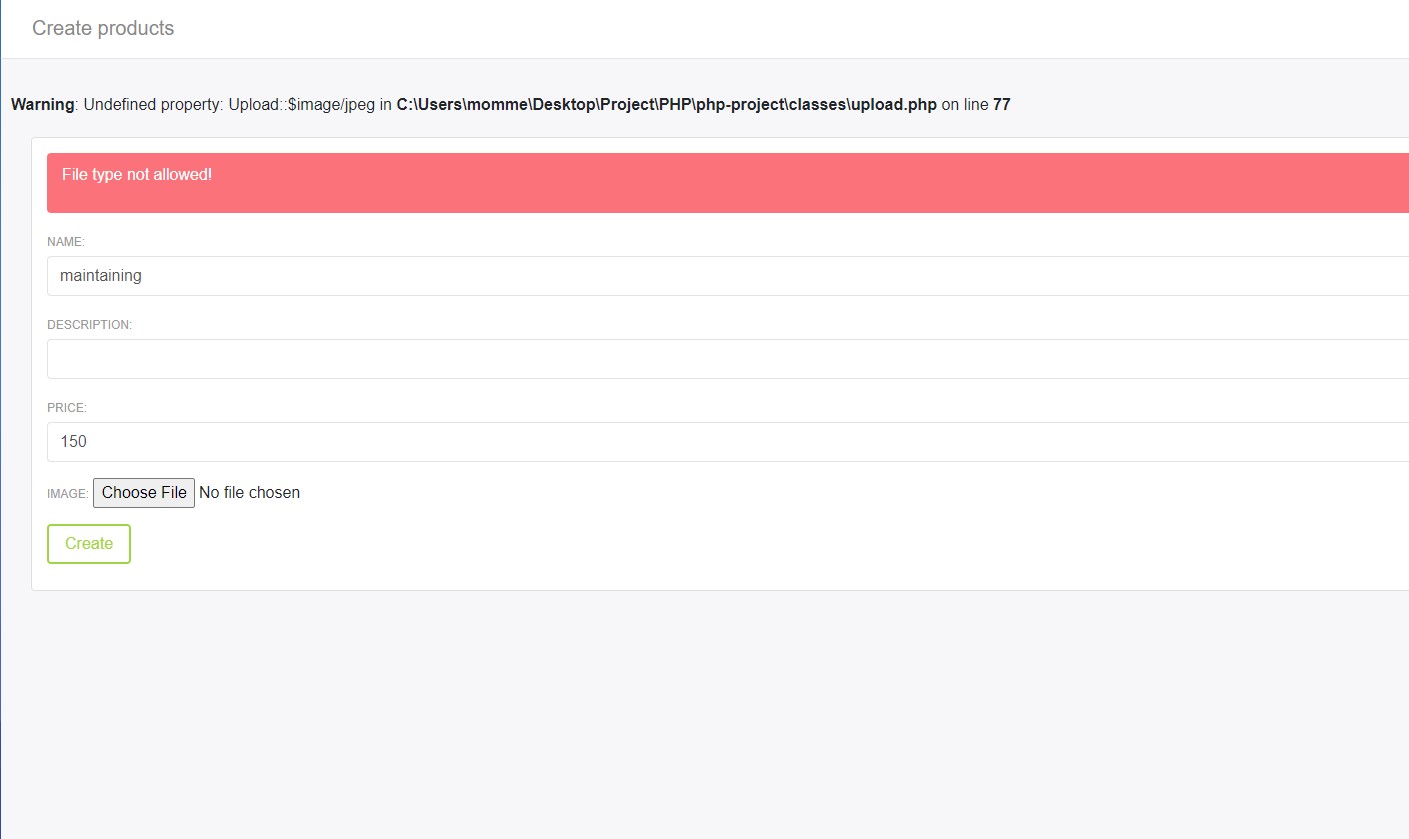 Create products
Warning: Undefined property: Upload::$image/jpeg in C:\Users\momme\Desktop\Project\PHP\php-project\classes\upload.php on line 77
File type not allowed!
NAME:
maintaining
DESCRIPTION:
PRICE:
150
IMAGE: Choose File No file chosen
Create